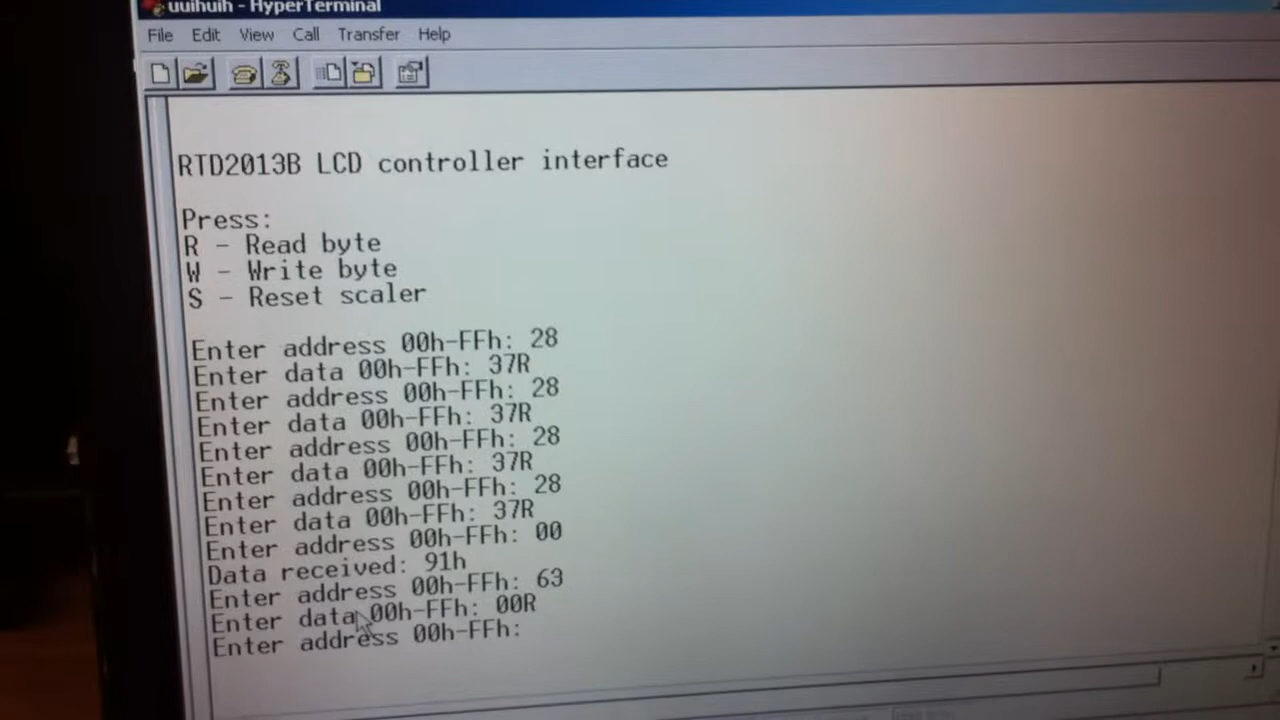 uuihuih - HyperTerminal
File Edit View Call Transfer Help
RTD2013B LCD controller interface
Press:
R - Read byte
W - Write byte
S - Reset scaler
Enter address 00h-FFh: 28
Enter data 00h-FFh: 37R
Enter address 00h-FFh: 28
Enter data 00h-FFh: 37R
Enter address 00h-FFh: 28
Enter data 00h-FFh: 37R
Enter address 00h-FFh: 28
Enter data 00h-FFh: 37R
Enter address 00h-FFh: 00
Data received: 91h
Enter address 00h-FFh: 63
Enter data 00h-FFh: 00R
Enter address 00h-FFh: